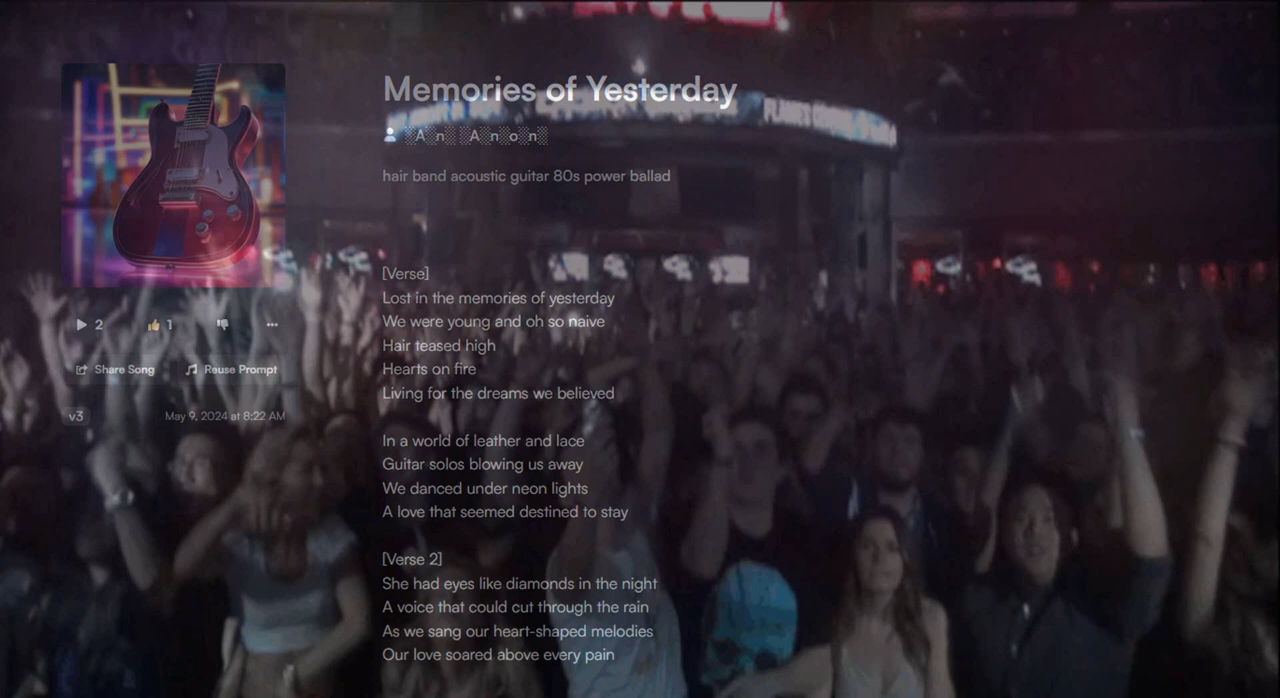 Memories of Yesterday
░A░n░ ░A░n░o░n░
hair band acoustic guitar 80s power ballad
2
1
Share Song
Reuse Prompt
v3
May 9, 2024 at 8:22 AM
[Verse]
Lost in the memories of yesterday
We were young and oh so naive
Hair teased high
Hearts on fire
Living for the dreams we believed
In a world of leather and lace
Guitar solos blowing us away
We danced under neon lights
A love that seemed destined to stay
[Verse 2]
She had eyes like diamonds in the night
A voice that could cut through the rain
As we sang our heart-shaped melodies
Our love soared above every pain